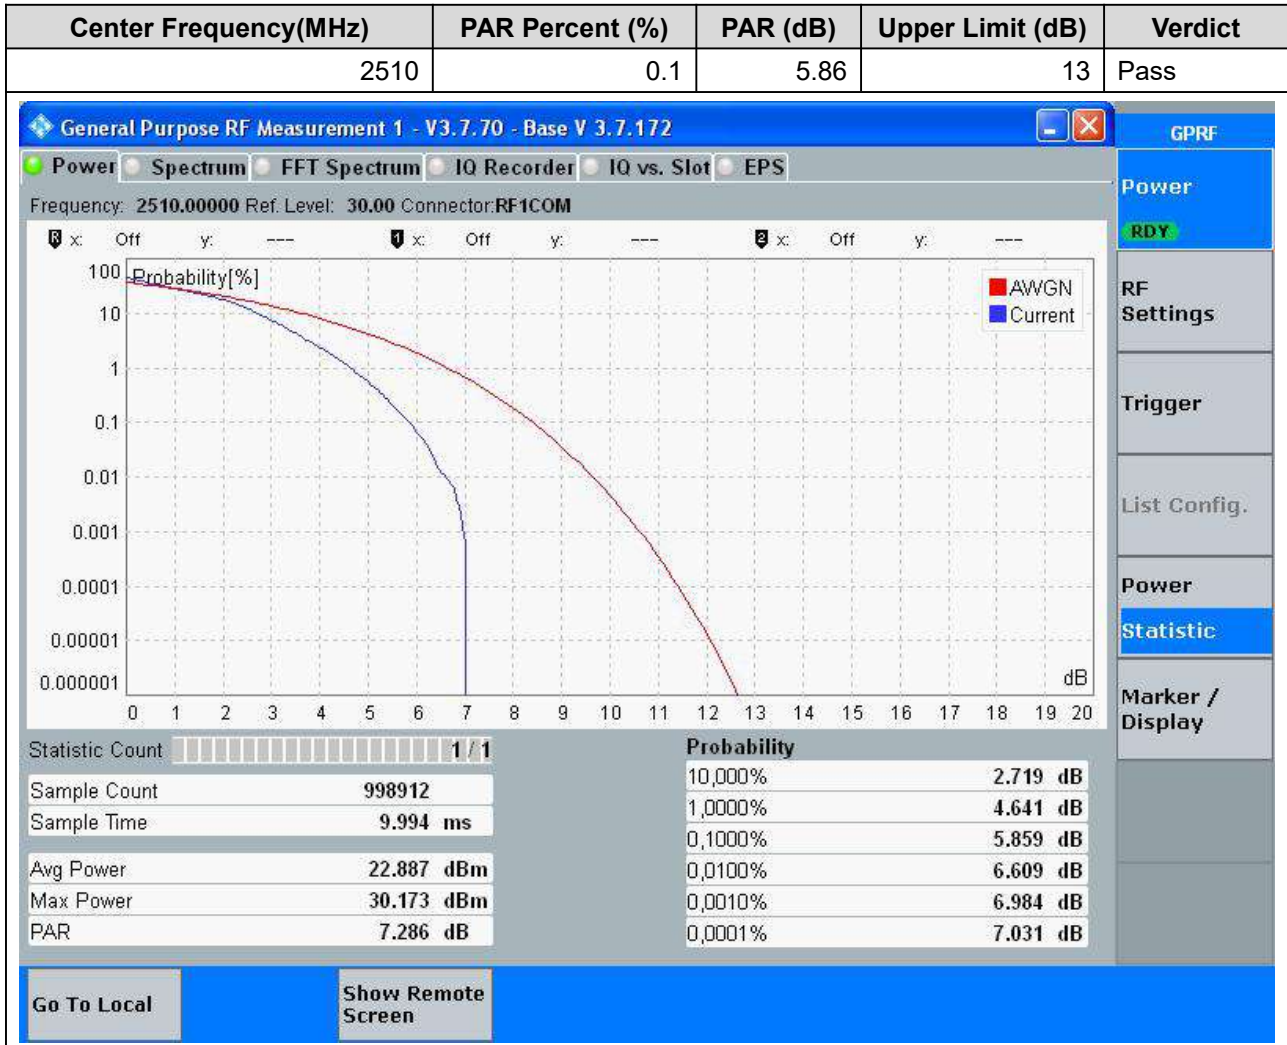 Center Frequency(MHz) PAR Percent (%) PAR (dB) Upper Limit (dB) Verdict
2510 0.1 5.86 13 Pass
General Purpose RF Measurement 1 - V3.7.70 - Base V 3.7.172
GPRF
Power Spectrum FFT Spectrum IQ Recorder IQ vs. Slot EPS
Power
RDY
Frequency: 2510.00000 Ref. Level: 30.00 Connector:RF1COM
R x: Off y: --- 1 x: Off y: --- 2 x: Off y: ---
100 Probability[%]
AWGN
Current
RF
Settings
10
1
Trigger
0.1
0.01
List Config.
0.001
0.0001
Power
0.00001
Statistic
0.000001
dB
0 1 2 3 4 5 6 7 8 9 10 11 12 13 14 15 16 17 18 19 20
Marker /
Display
Statistic Count 1 / 1
Sample Count 998912
Sample Time 9.994 ms
Avg Power 22.887 dBm
Max Power 30.173 dBm
PAR 7.286 dB
Probability
10,000% 2.719 dB
1,0000% 4.641 dB
0,1000% 5.859 dB
0,0100% 6.609 dB
0,0010% 6.984 dB
0,0001% 7.031 dB
Go To Local
Show Remote
Screen